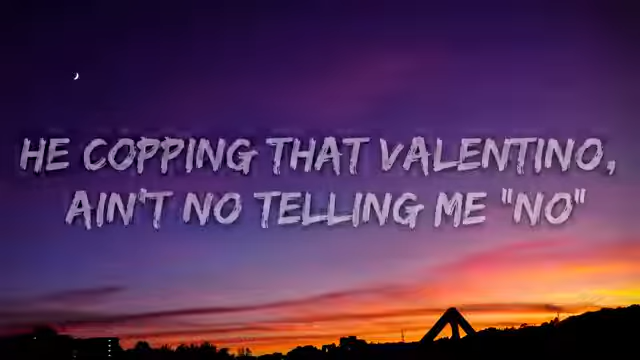 HE COPPING THAT VALENTINO,
AIN'T NO TELLING ME "NO"